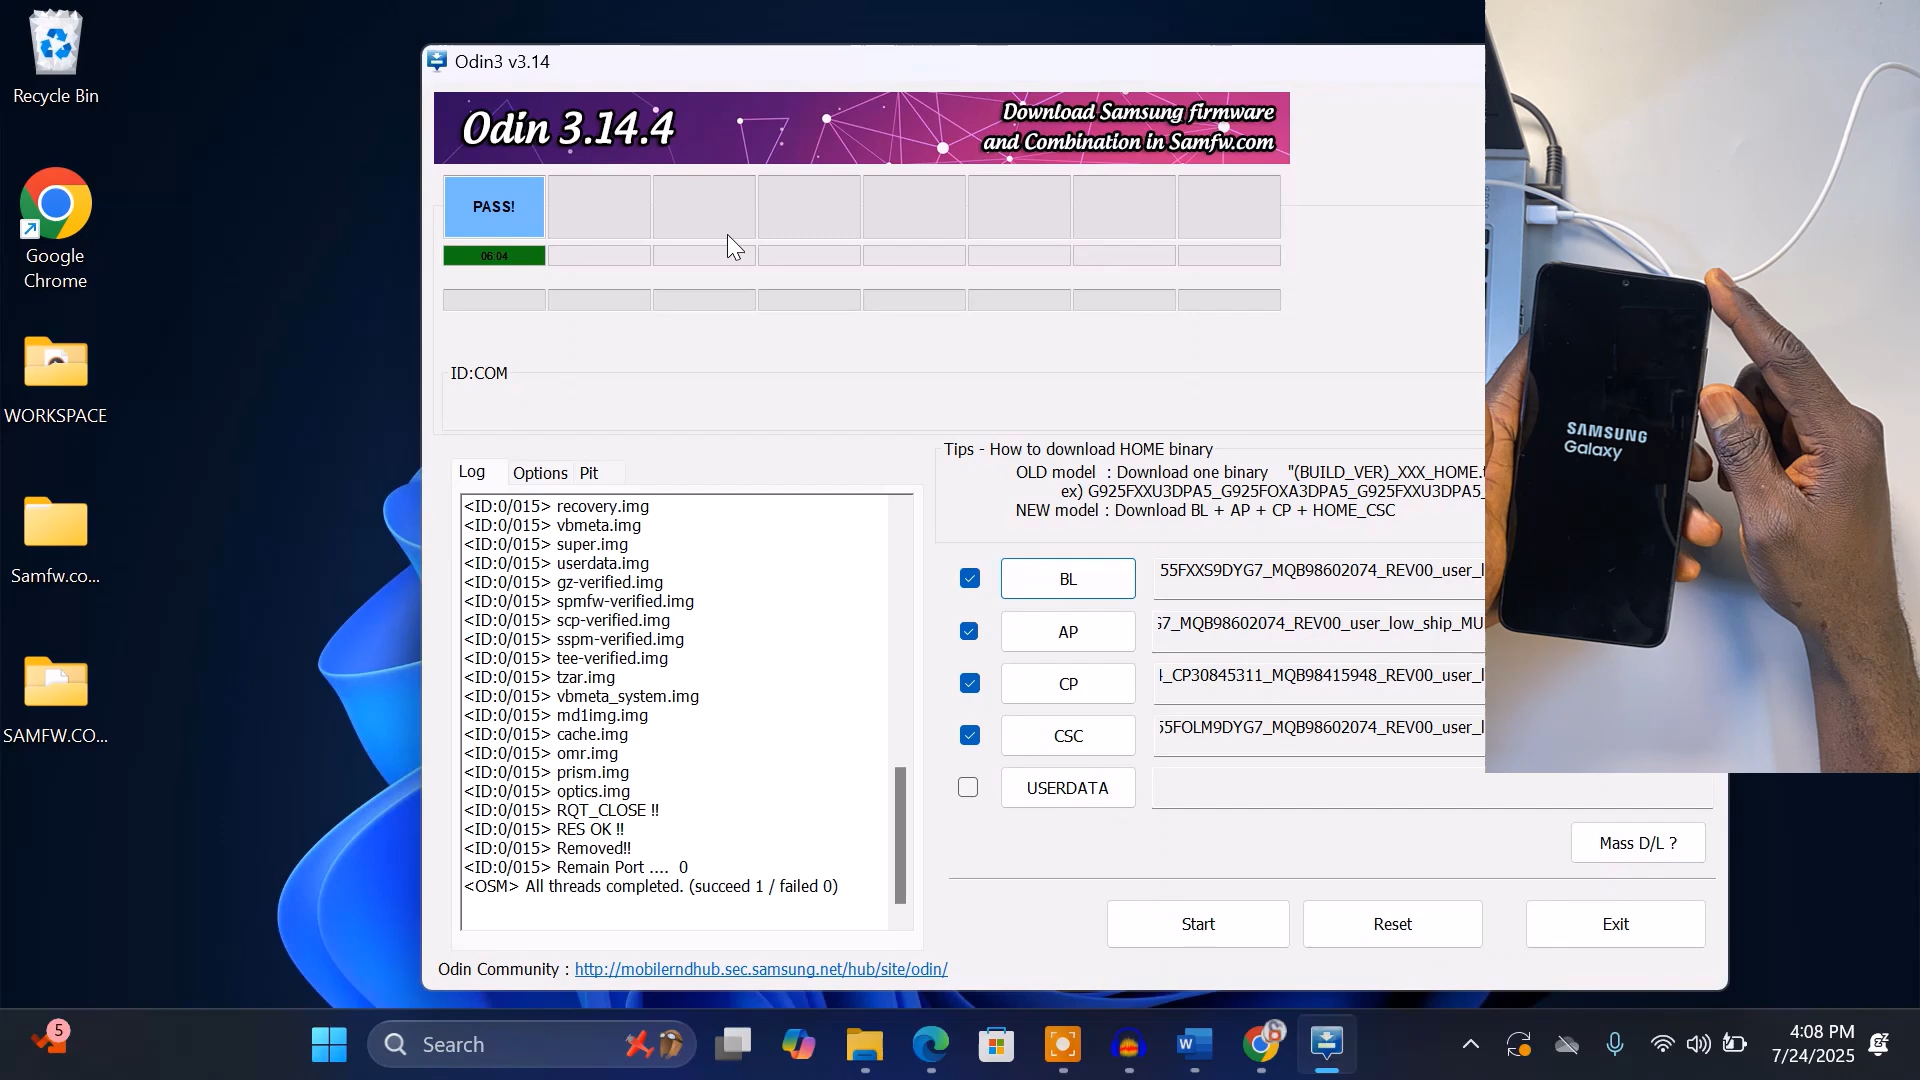 Recycle Bin
Google
Chrome
WORKSPACE
Samfw.co...
SAMFW.CO...
Odin3 v3.14
Odin 3.14.4
Download Samsung firmware
and Combination in Samfw.com
PASS!
06:04
ID:COM
Log
Options
Pit
<ID:0/015> recovery.img
<ID:0/015> vbmeta.img
<ID:0/015> super.img
<ID:0/015> userdata.img
<ID:0/015> gz-verified.img
<ID:0/015> spmfw-verified.img
<ID:0/015> scp-verified.img
<ID:0/015> sspm-verified.img
<ID:0/015> tee-verified.img
<ID:0/015> tzar.img
<ID:0/015> vbmeta_system.img
<ID:0/015> md1img.img
<ID:0/015> cache.img
<ID:0/015> omr.img
<ID:0/015> prism.img
<ID:0/015> optics.img
<ID:0/015> RQT_CLOSE !!
<ID:0/015> RES OK !!
<ID:0/015> Removed!!
<ID:0/015> Remain Port .... 0
<OSM> All threads completed. (succeed 1 / failed 0)
Tips - How to download HOME binary
OLD model : Download one binary "(BUILD_VER)_XXX_HOME.
ex) G925FXXU3DPA5_G925FOXA3DPA5_G925FXXU3DPA5_
NEW model : Download BL + AP + CP + HOME_CSC
BL
55FXXS9DYG7_MQB98602074_REV00_user_l
AP
G7_MQB98602074_REV00_user_low_ship_MU
CP
_CP30845311_MQB98415948_REV00_user_l
CSC
55FOLM9DYG7_MQB98602074_REV00_user_l
USERDATA
Mass D/L ?
Start
Reset
Exit
Odin Community : http://mobilerndhub.sec.samsung.net/hub/site/odin/
SAMSUNG
Galaxy
5
Search
6
4:08 PM
7/24/2025